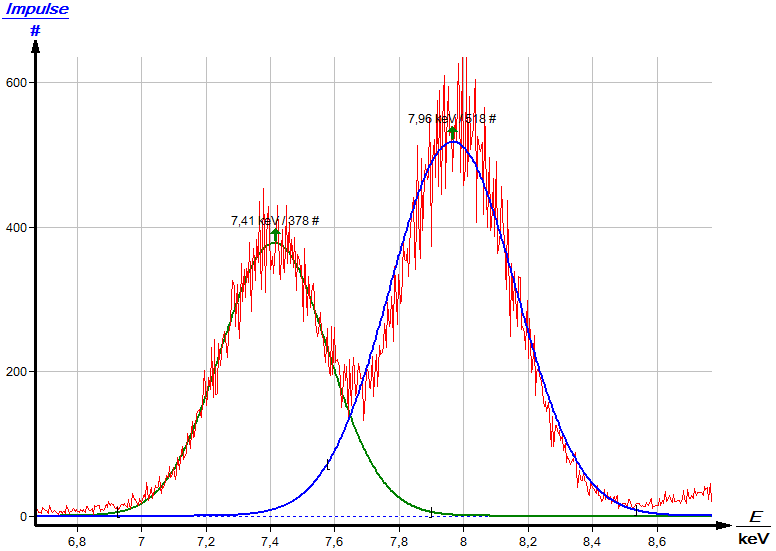 Impulse
#
600
7,96 keV / 518 #
7,41 keV / 378 #
400
200
0
6,8 7 7,2 7,4 7,6 7,8 8 8,2 8,4 8,6
E
keV